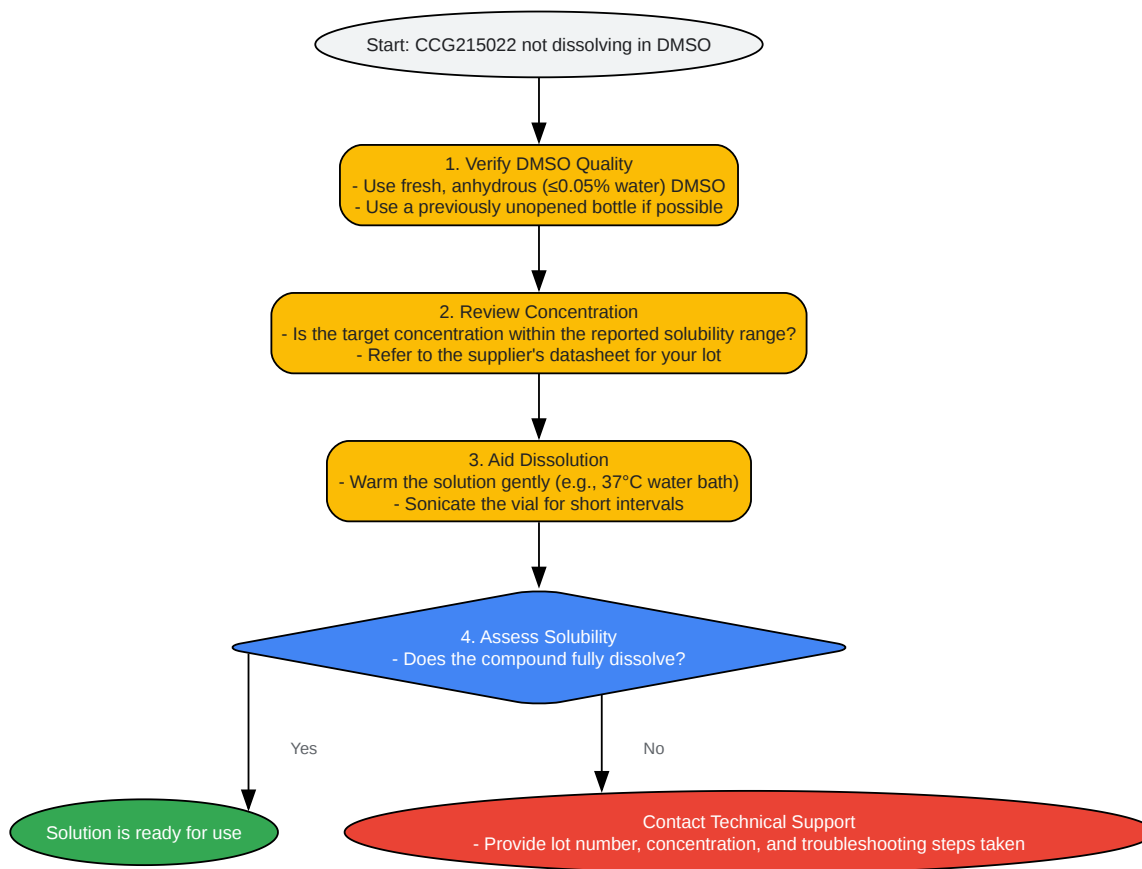 Start: CCG215022 not dissolving in DMSO
1. Verify DMSO Quality
- Use fresh, anhydrous (≤0.05% water) DMSO
- Use a previously unopened bottle if possible
2. Review Concentration
- Is the target concentration within the reported solubility range?
- Refer to the supplier's datasheet for your lot
3. Aid Dissolution
- Warm the solution gently (e.g., 37°C water bath)
- Sonicate the vial for short intervals
4. Assess Solubility
- Does the compound fully dissolve?
Yes
No
Solution is ready for use
Contact Technical Support
- Provide lot number, concentration, and troubleshooting steps taken